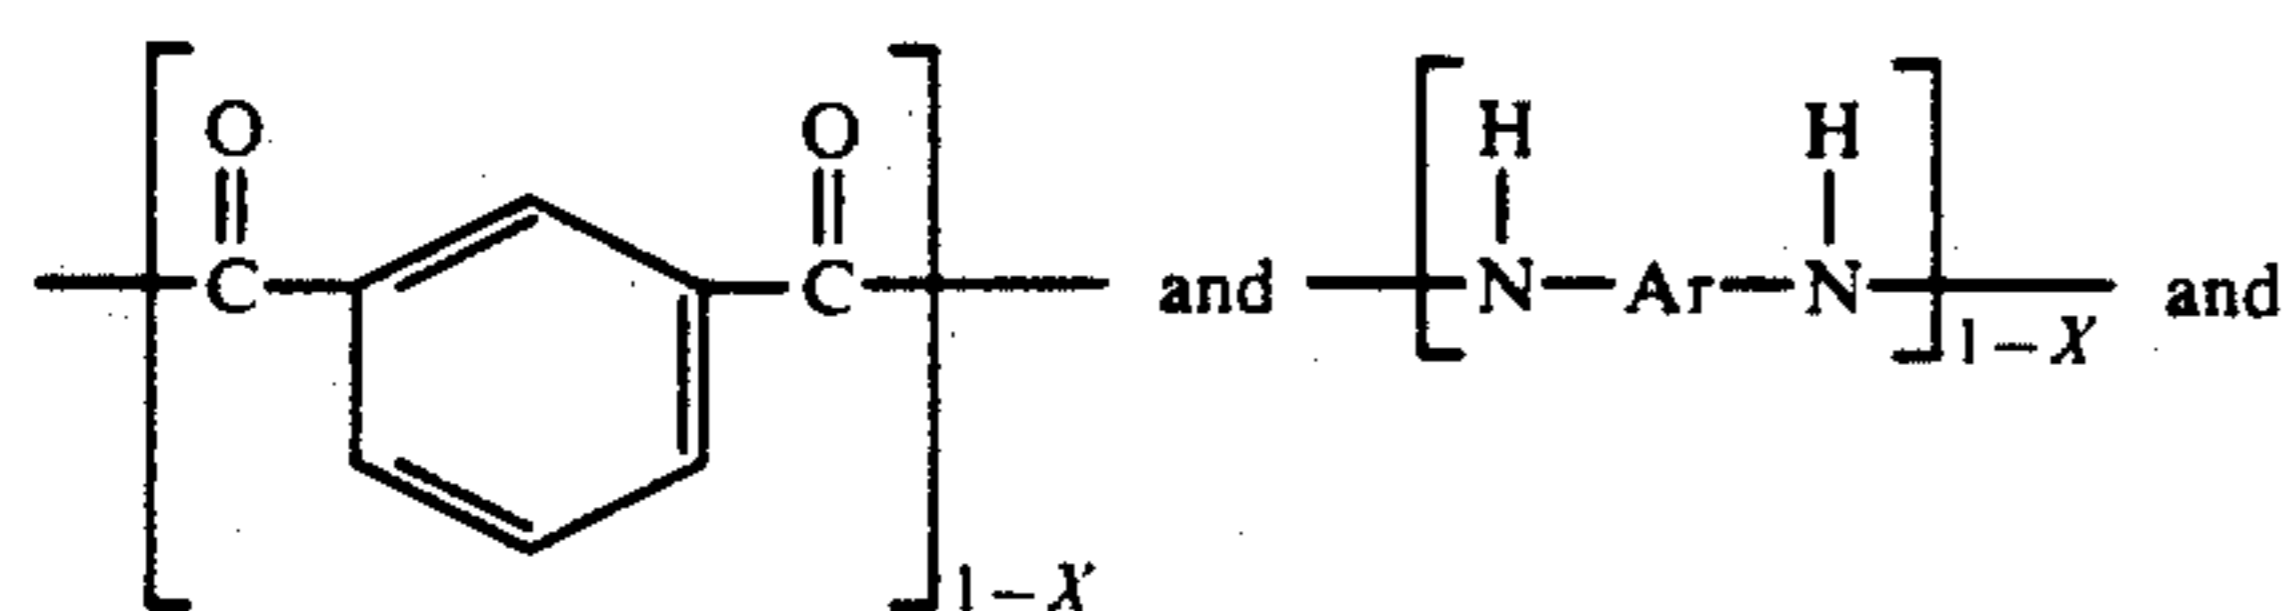 O O H H
C C and N—Ar—N and
1−X
1−X